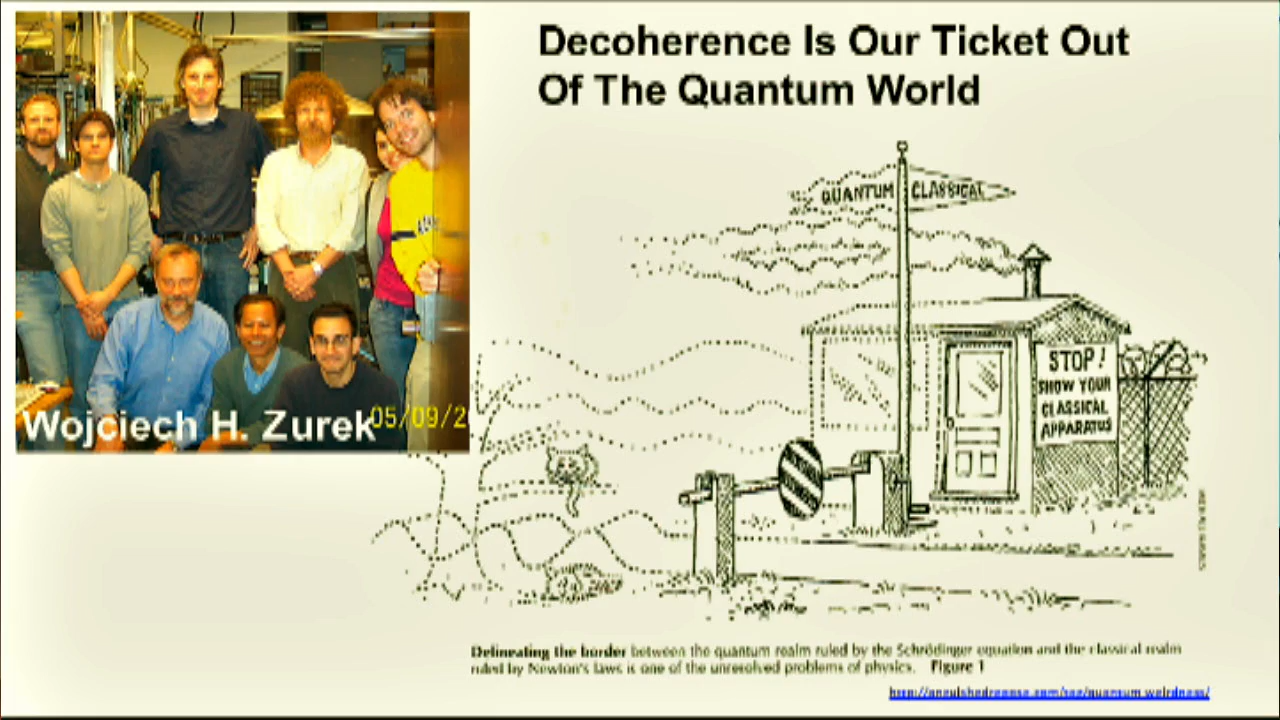 Decoherence Is Our Ticket Out
Of The Quantum World
QUANTUM CLASSICAL
STOP!
SHOW YOUR
CLASSICAL
APPARATUS
Wojciech H. Zurek
05/09/2
Delineating the border between the quantum realm ruled by the Schrödinger equation and the classical realm
ruled by Newton's laws is one of the unresolved problems of physics. Figure 1